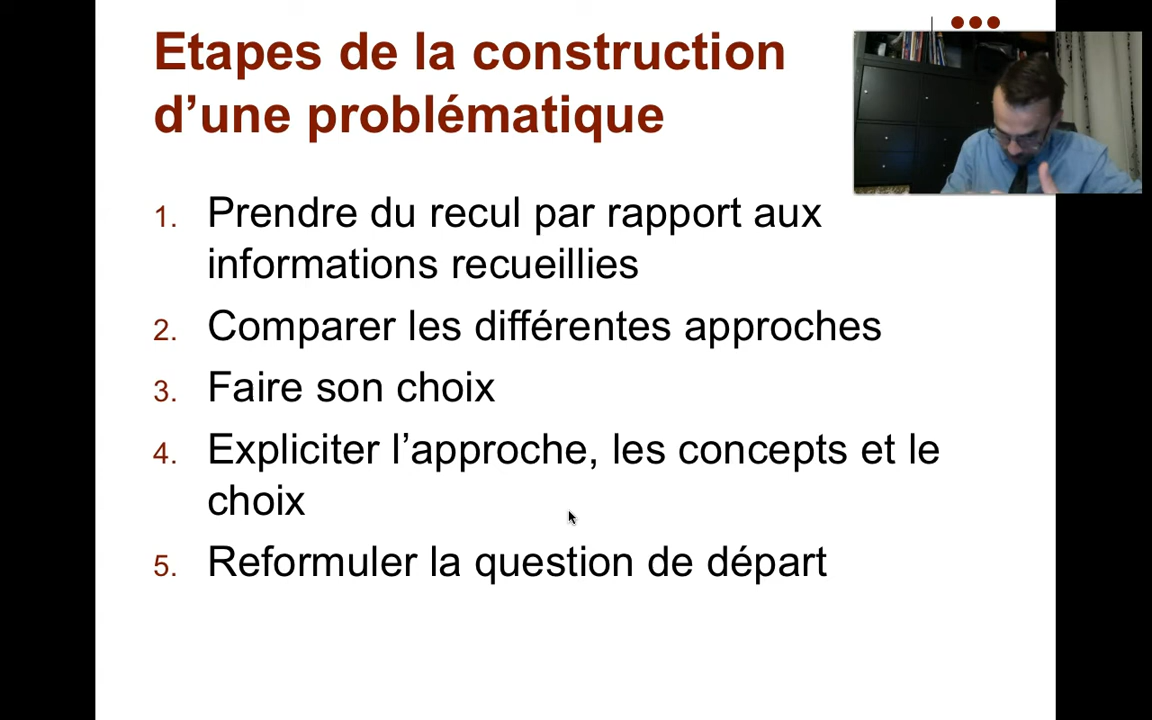 Etapes de la construction
d’une problématique
1. Prendre du recul par rapport aux
informations recueillies
2. Comparer les différentes approches
3. Faire son choix
4. Expliciter l’approche, les concepts et le
choix
5. Reformuler la question de départ